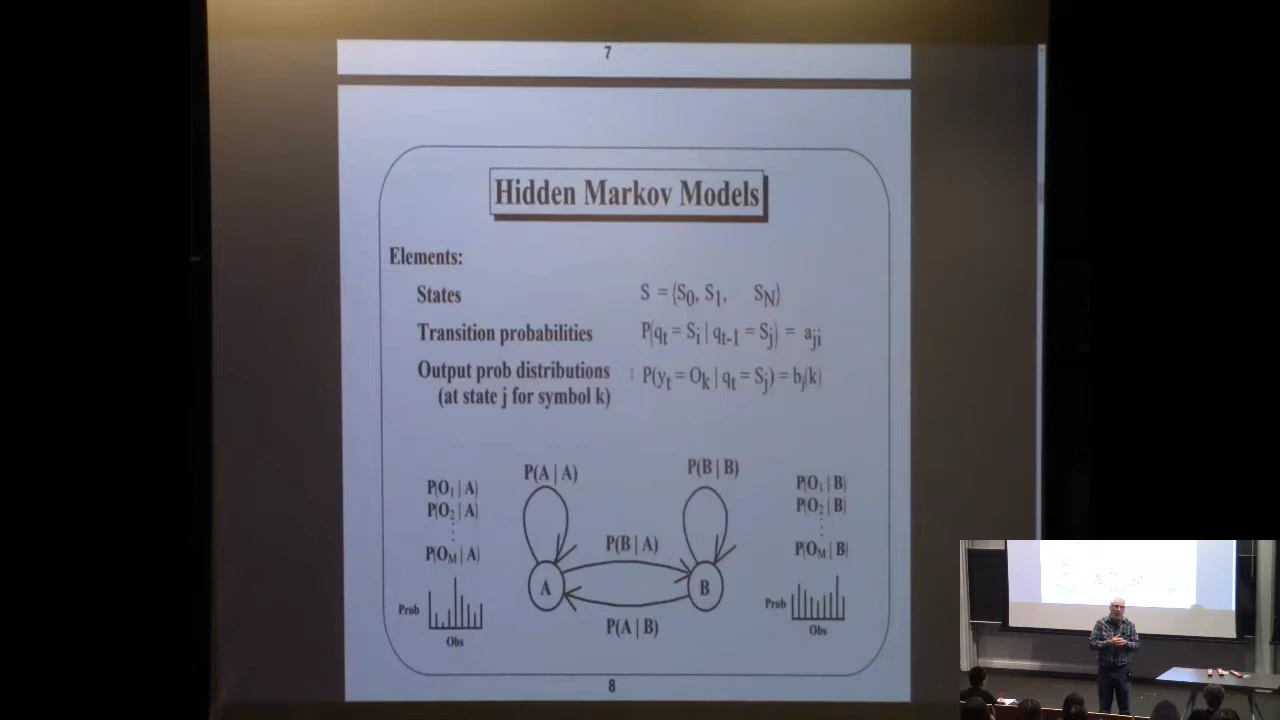 7
Hidden Markov Models
Elements:
States S = {S0, S1, SN}
Transition probabilities P(qt = Si | qt-1 = Sj) = aji
Output prob distributions P(yt = Ok | qt = Sj) = bj(k)
(at state j for symbol k)
P(A | A) P(B | B)
P(O1 | A) P(O1 | B)
P(O2 | A) P(O2 | B)
P(B | A)
P(OM | A) P(OM | B)
A B
Prob Prob
P(A | B)
Obs Obs
8